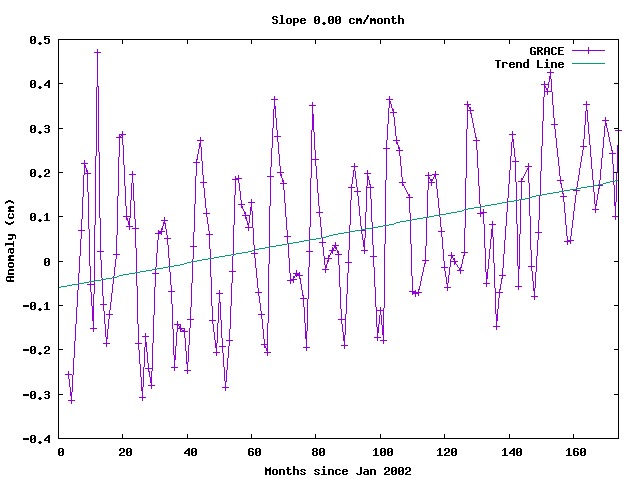 Slope 0.00 cm/month
GRACE
Trend Line
0.5
0.4
0.3
0.2
0.1
0
-0.1
-0.2
-0.3
-0.4
Anomaly (cm)
0 20 40 60 80 100 120 140 160
Months since Jan 2002